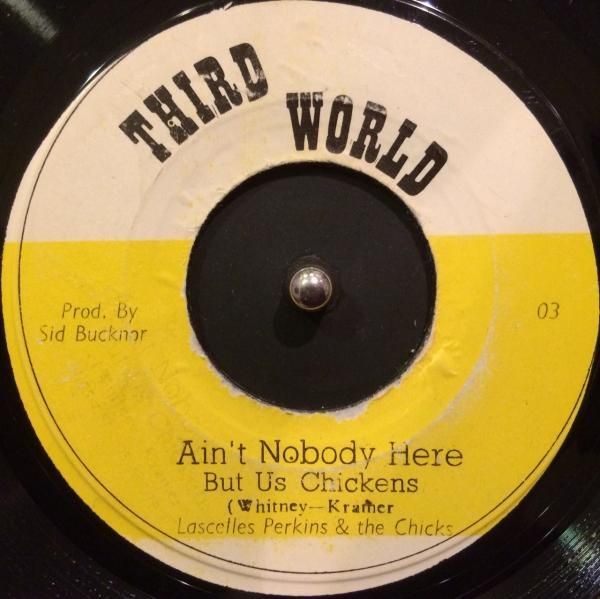 THIRD WORLD
Prod. By
Sid Bucknor
03
Ain't Nobody Here
But Us Chickens
(Whitney-Kramer
Lascelles Perkins & the Chicks